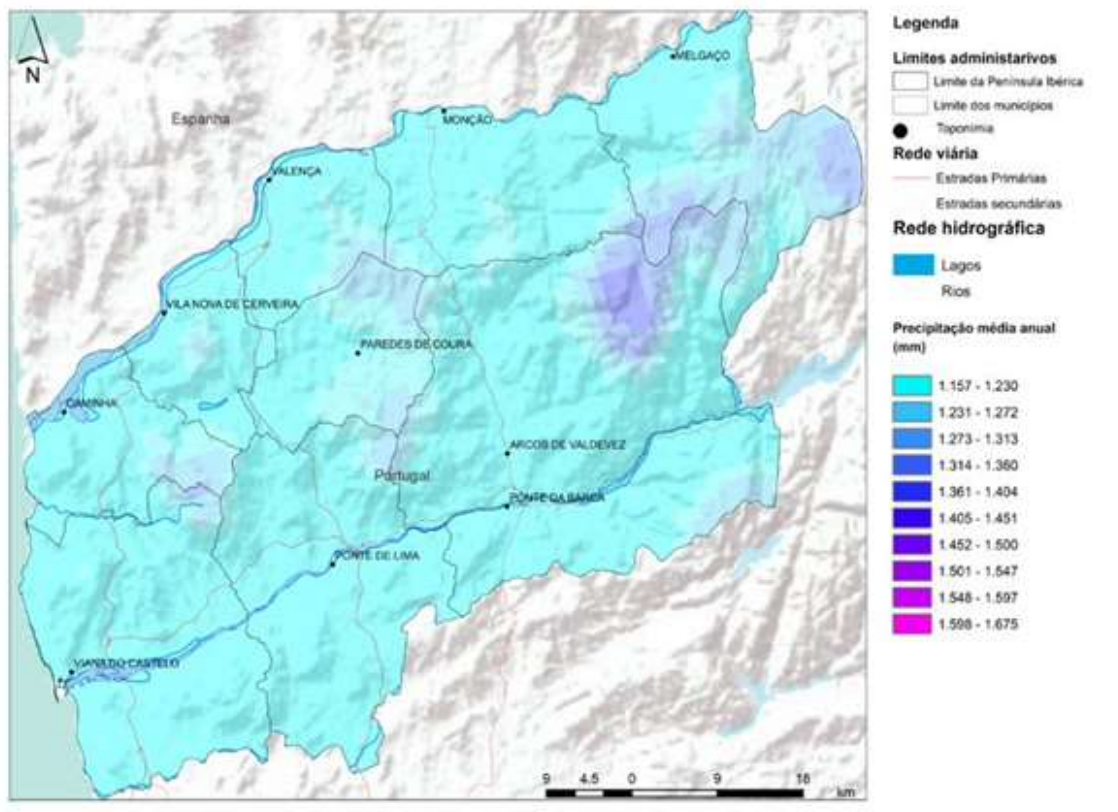 N
Espanha
MELGAÇO
MONÇÃO
VALENÇA
VILA NOVA DE CERVEIRA
PAREDES DE COURA
CAMINHA
ARCOS DE VALDEVEZ
Portugal
PONTE DA BARCA
PONTE DE LIMA
VIANA DO CASTELO
9 4.5 0 9 18
km
Legenda
Limites administarivos
Limite da Península Ibérica
Limite dos municípios
Toponimia
Rede viária
Estradas Primárias
Estradas secundárias
Rede hidrográfica
Lagos
Rios
Precipitação média anual
(mm)
1.157 - 1.230
1.231 - 1.272
1.273 - 1.313
1.314 - 1.360
1.361 - 1.404
1.405 - 1.451
1.452 - 1.500
1.501 - 1.547
1.548 - 1.597
1.598 - 1.675